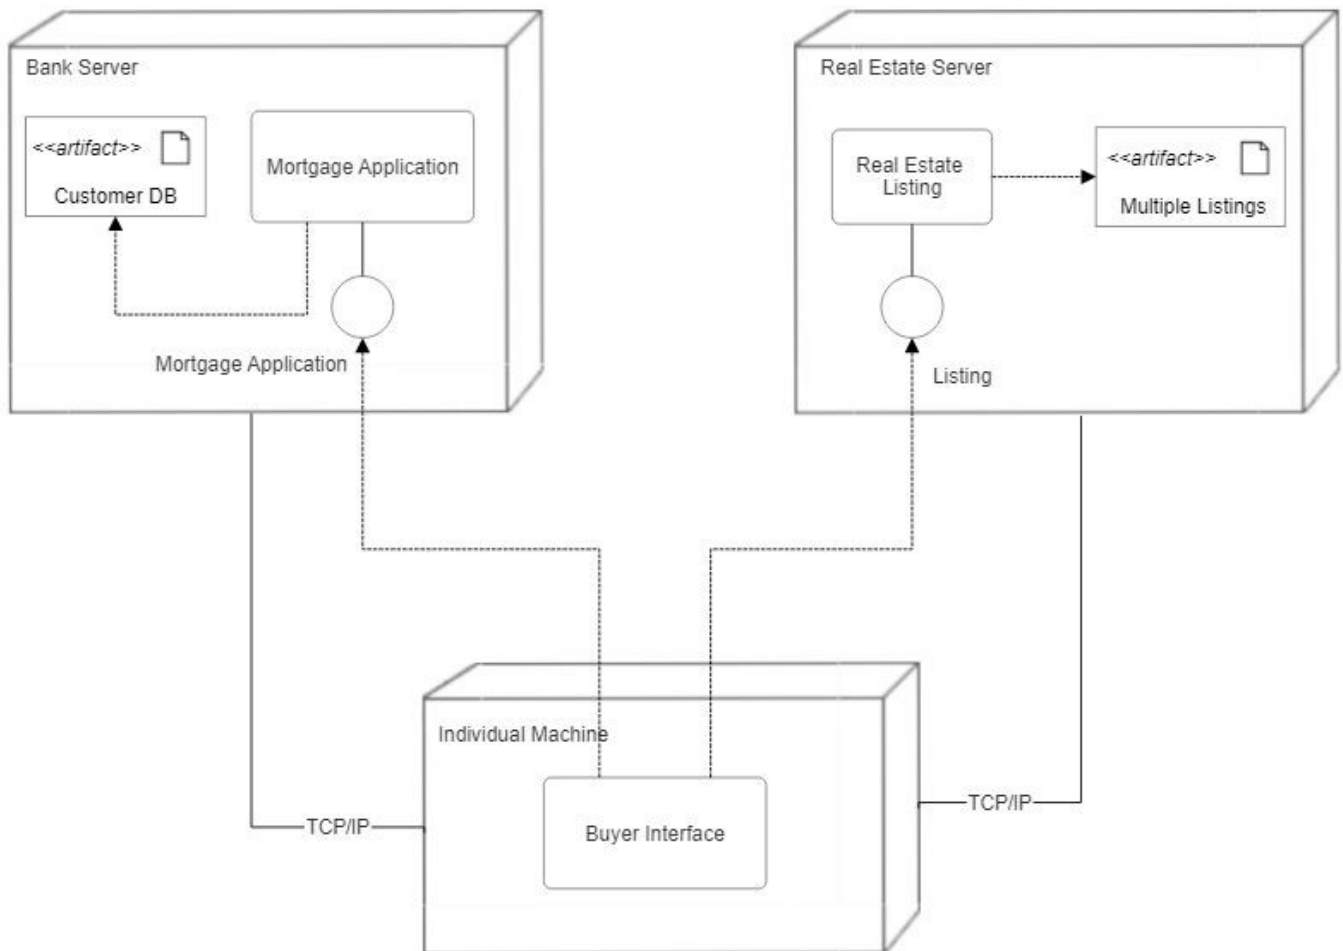 Bank Server
<<artifact>>
Customer DB
Mortgage Application
Mortgage Application
Real Estate Server
Real Estate
Listing
<<artifact>>
Multiple Listings
Listing
Individual Machine
Buyer Interface
TCP/IP
TCP/IP